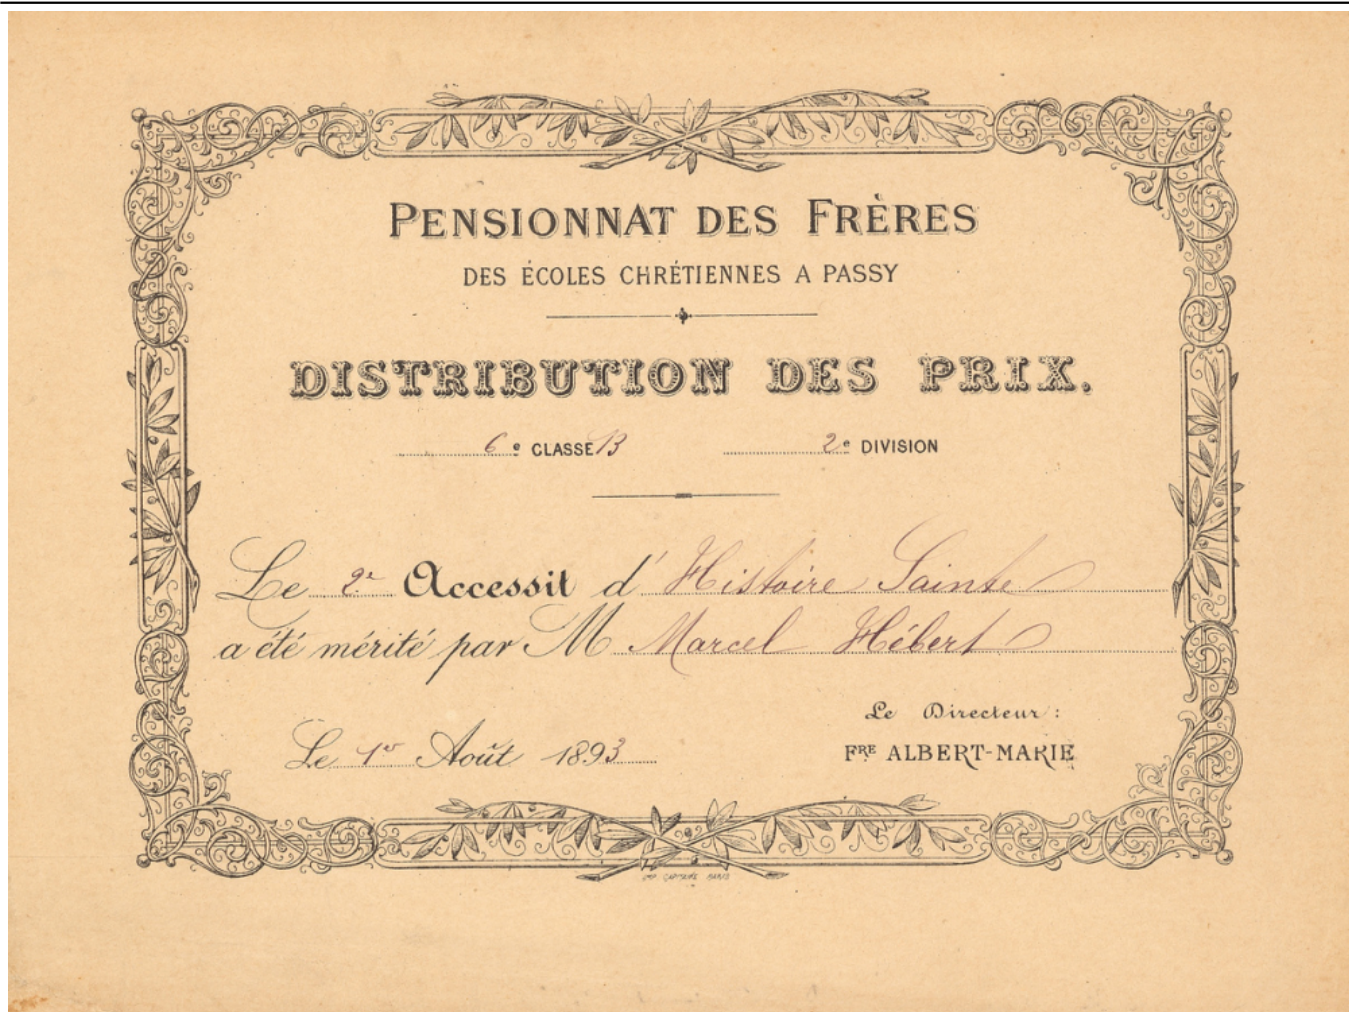 PENSIONNAT DES FRÈRES
DES ÉCOLES CHRÉTIENNES A PASSY
DISTRIBUTION DES PRIX.
6e CLASSE B 2e DIVISION
Le 2e Accessit d'Histoire Sainte
a été mérité par M Marcel Hébert
Le Directeur :
Le 1er Août 1893 FRE ALBERT-MARIE
PARIS